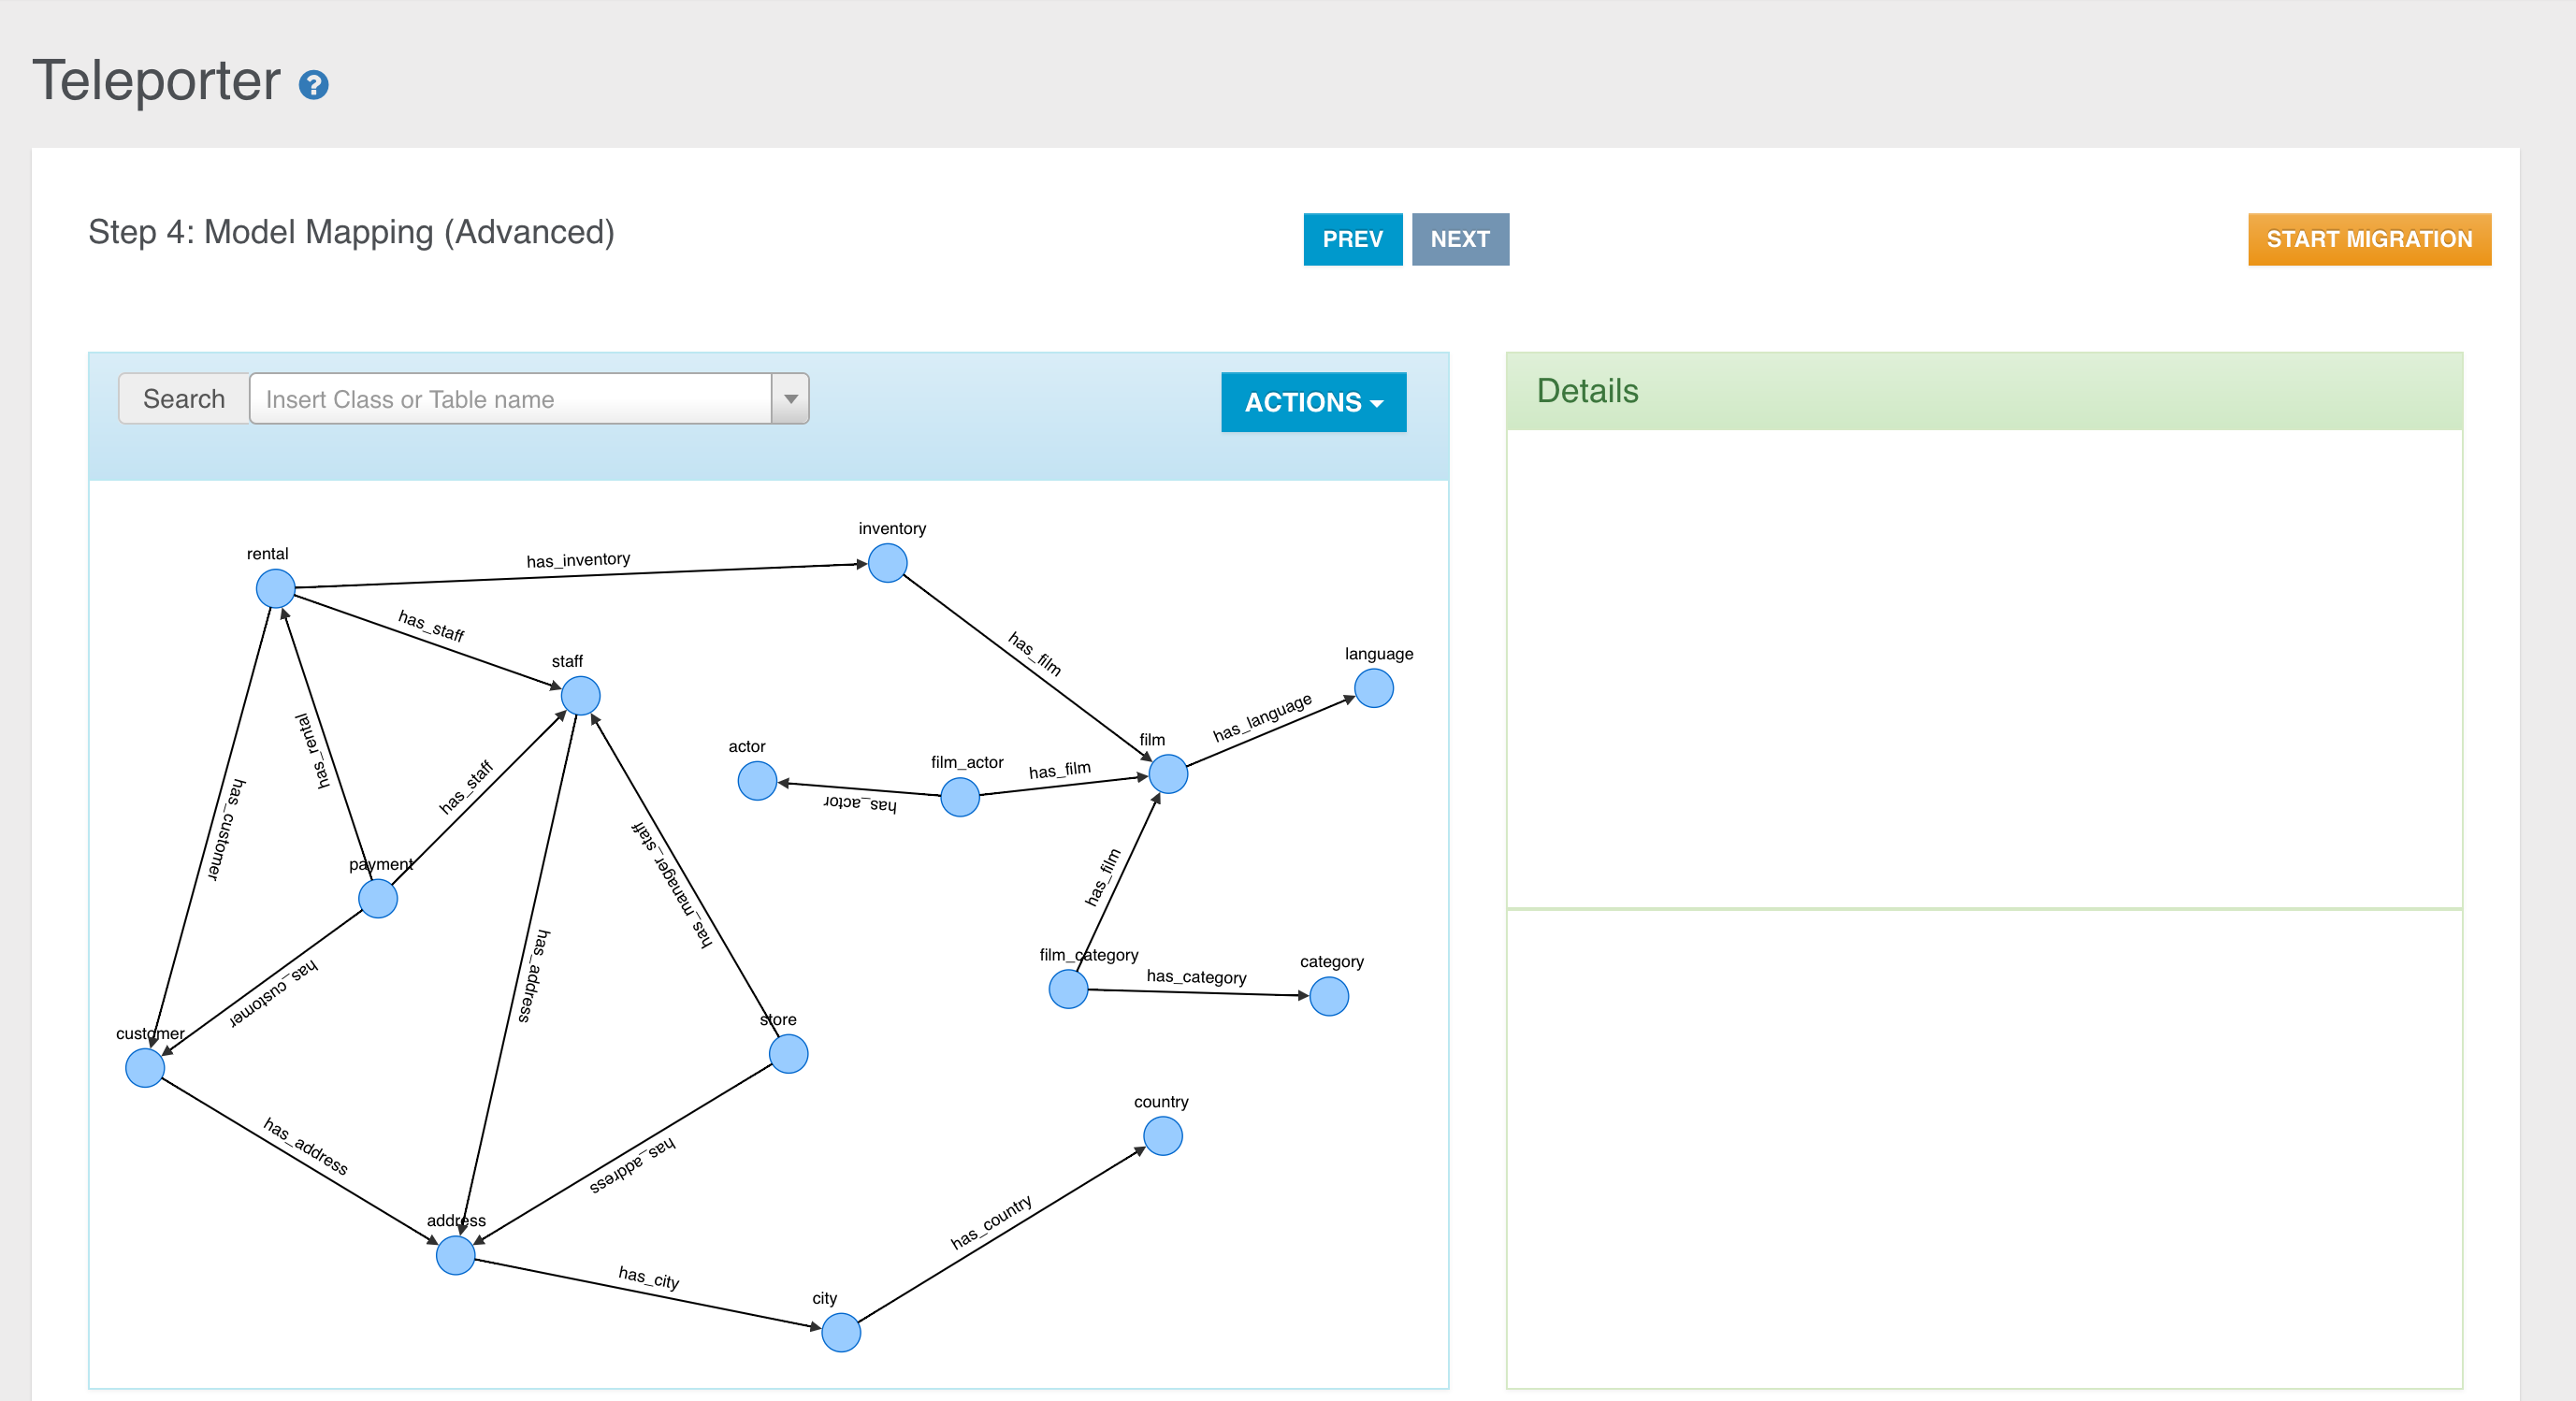 Teleporter ?
Step 4: Model Mapping (Advanced)
PREV
NEXT
START MIGRATION
Search
Insert Class or Table name
ACTIONS
Details
inventory
rental
has_inventory
has_staff
staff
has_film
language
has_language
film
actor
film_actor
has_film
has_actor
has_rental
has_staff
has_customer
has_manager_staff
payment
has_film
has_address
film_category
has_category
category
has_customer
store
customer
country
has_address
has_address
address
has_country
has_city
city